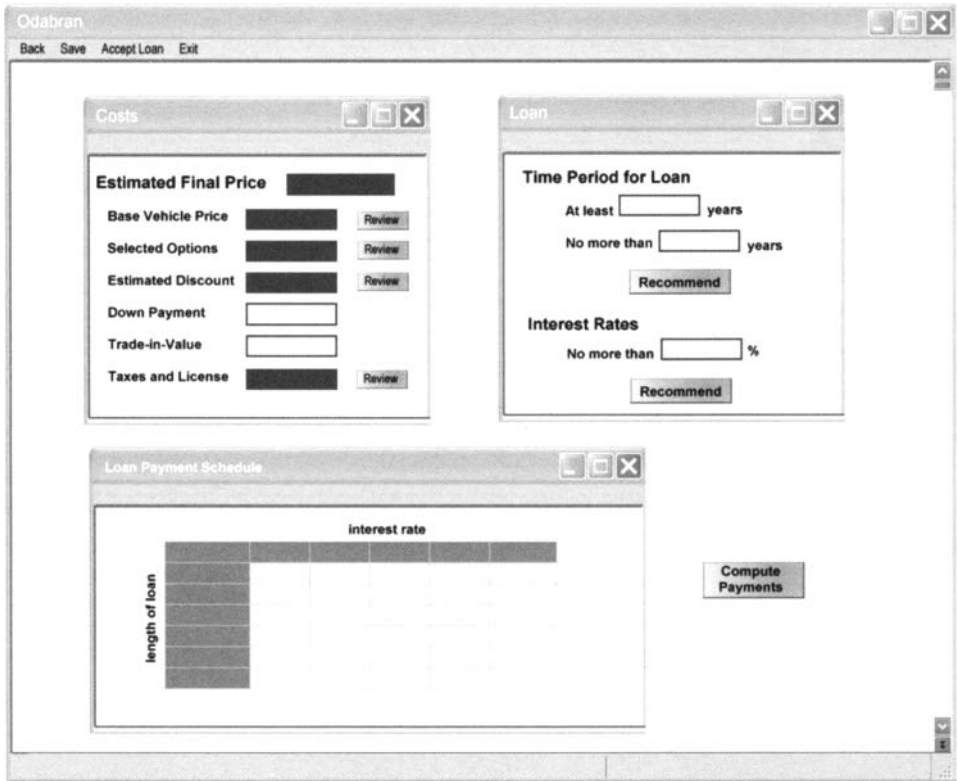 Odabran
Back Save Accept Loan Exit
Costs
Estimated Final Price
Base Vehicle Price Review
Selected Options Review
Estimated Discount Review
Down Payment
Trade-in-Value
Taxes and License Review
Loan
Time Period for Loan
At least years
No more than years
Recommend
Interest Rates
No more than %
Recommend
Loan Payment Schedule
interest rate
length of loan
Compute
Payments